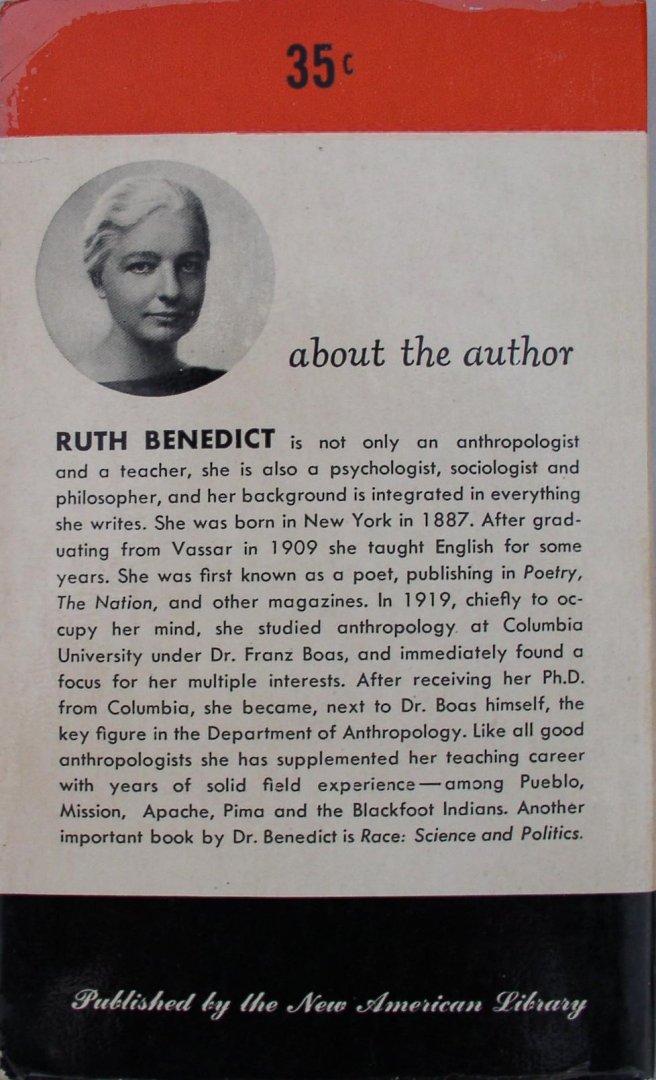 35c
about the author
RUTH BENEDICT is not only an anthropologist
and a teacher, she is also a psychologist, sociologist and
philosopher, and her background is integrated in everything
she writes. She was born in New York in 1887. After grad-
uating from Vassar in 1909 she taught English for some
years. She was first known as a poet, publishing in Poetry,
The Nation, and other magazines. In 1919, chiefly to oc-
cupy her mind, she studied anthropology at Columbia
University under Dr. Franz Boas, and immediately found a
focus for her multiple interests. After receiving her Ph.D.
from Columbia, she became, next to Dr. Boas himself, the
key figure in the Department of Anthropology. Like all good
anthropologists she has supplemented her teaching career
with years of solid field experience—among Pueblo,
Mission, Apache, Pima and the Blackfoot Indians. Another
important book by Dr. Benedict is Race: Science and Politics.
Published by the New American Library